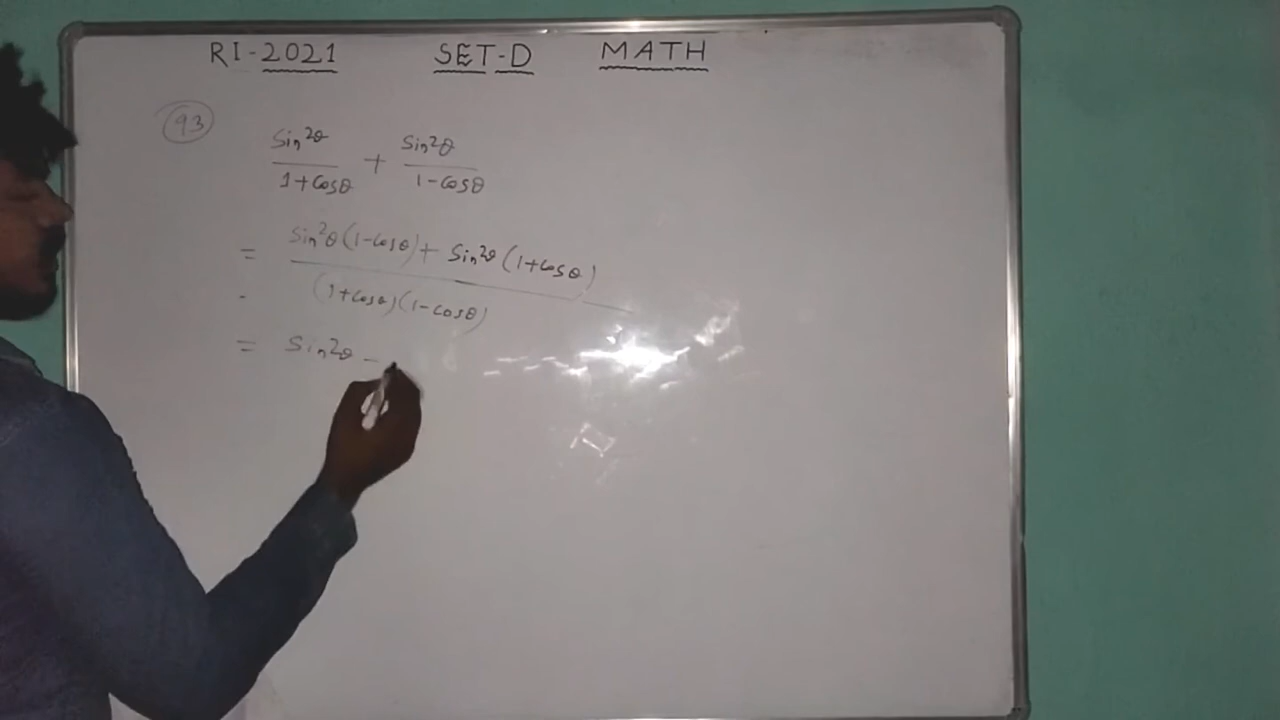 RI-2021 SET-D MATH
93
Sin²θ/1+Cosθ + Sin²θ/1-Cosθ
= Sin²θ(1-Cosθ)+ Sin²θ(1+Cosθ)/(1+Cosθ)(1-Cosθ)
= Sin²θ -